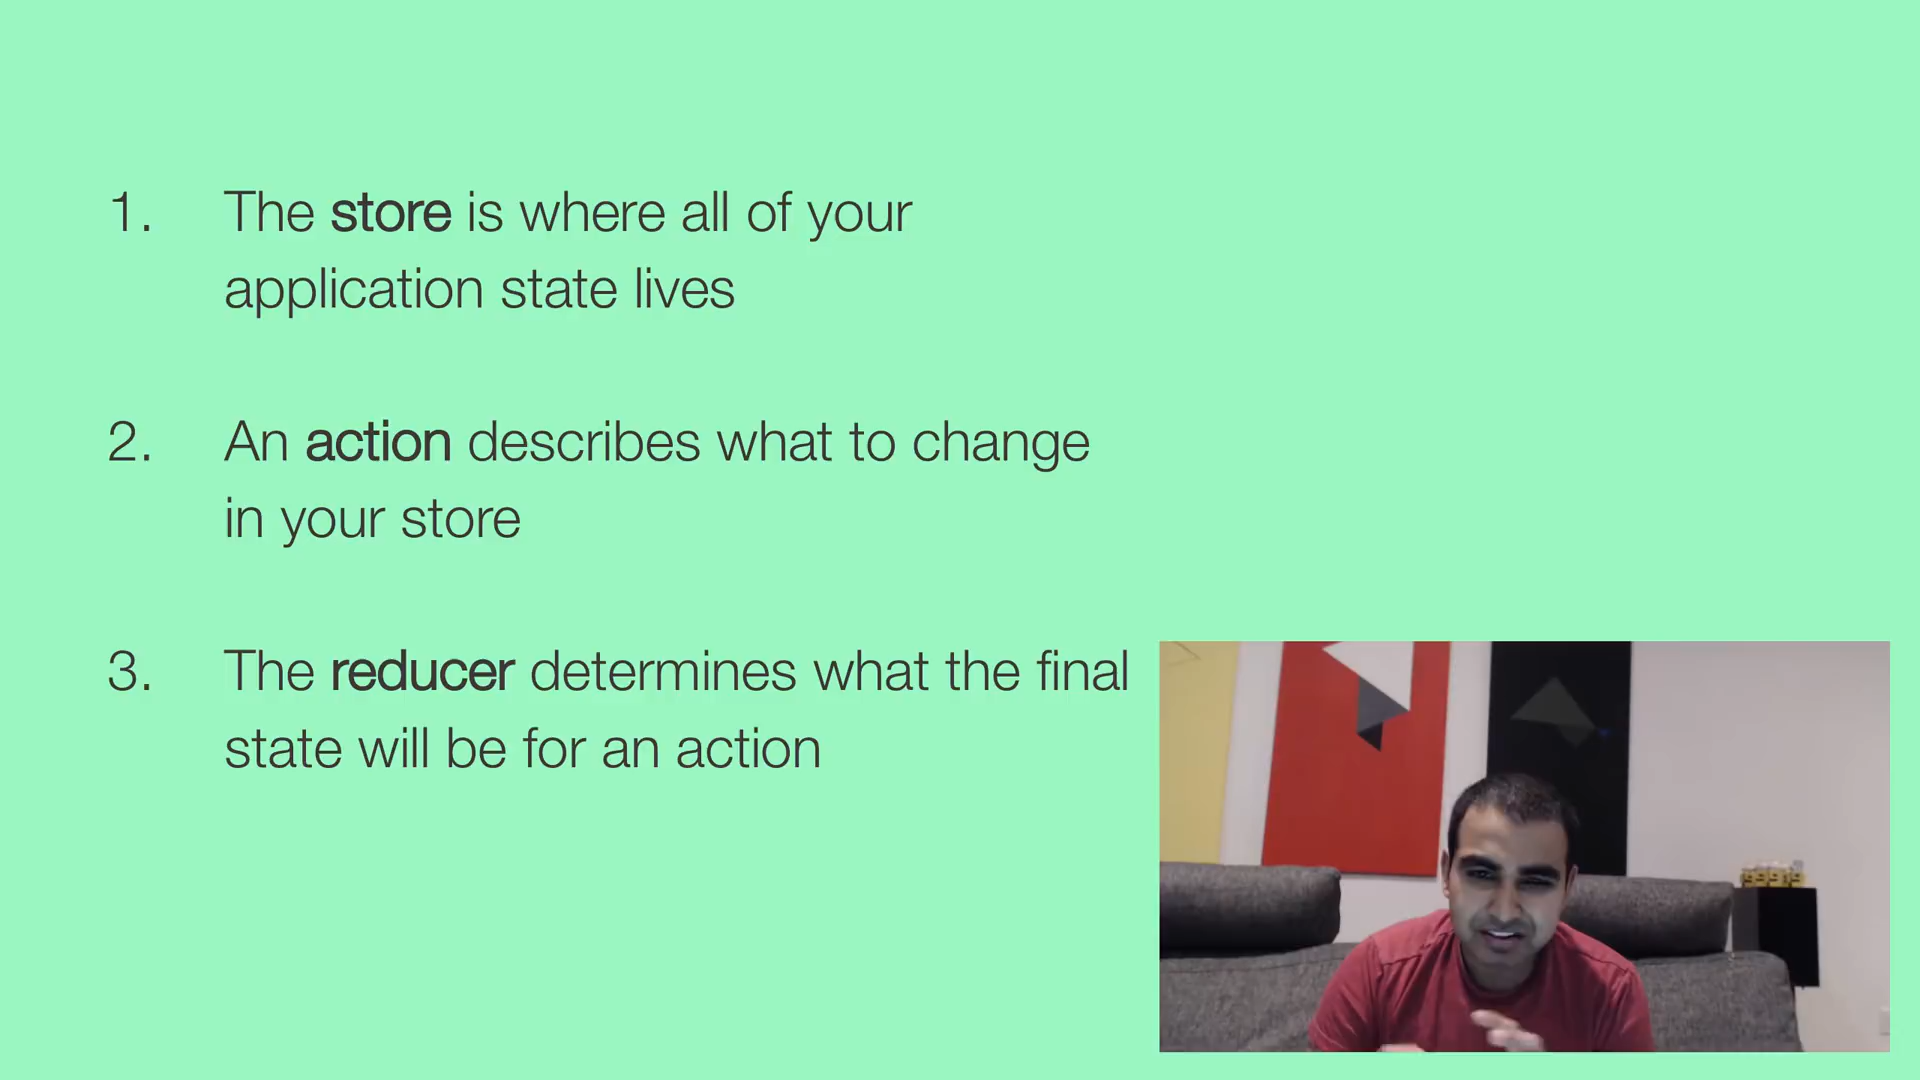 1. The store is where all of your
application state lives
2. An action describes what to change
in your store
3. The reducer determines what the final
state will be for an action